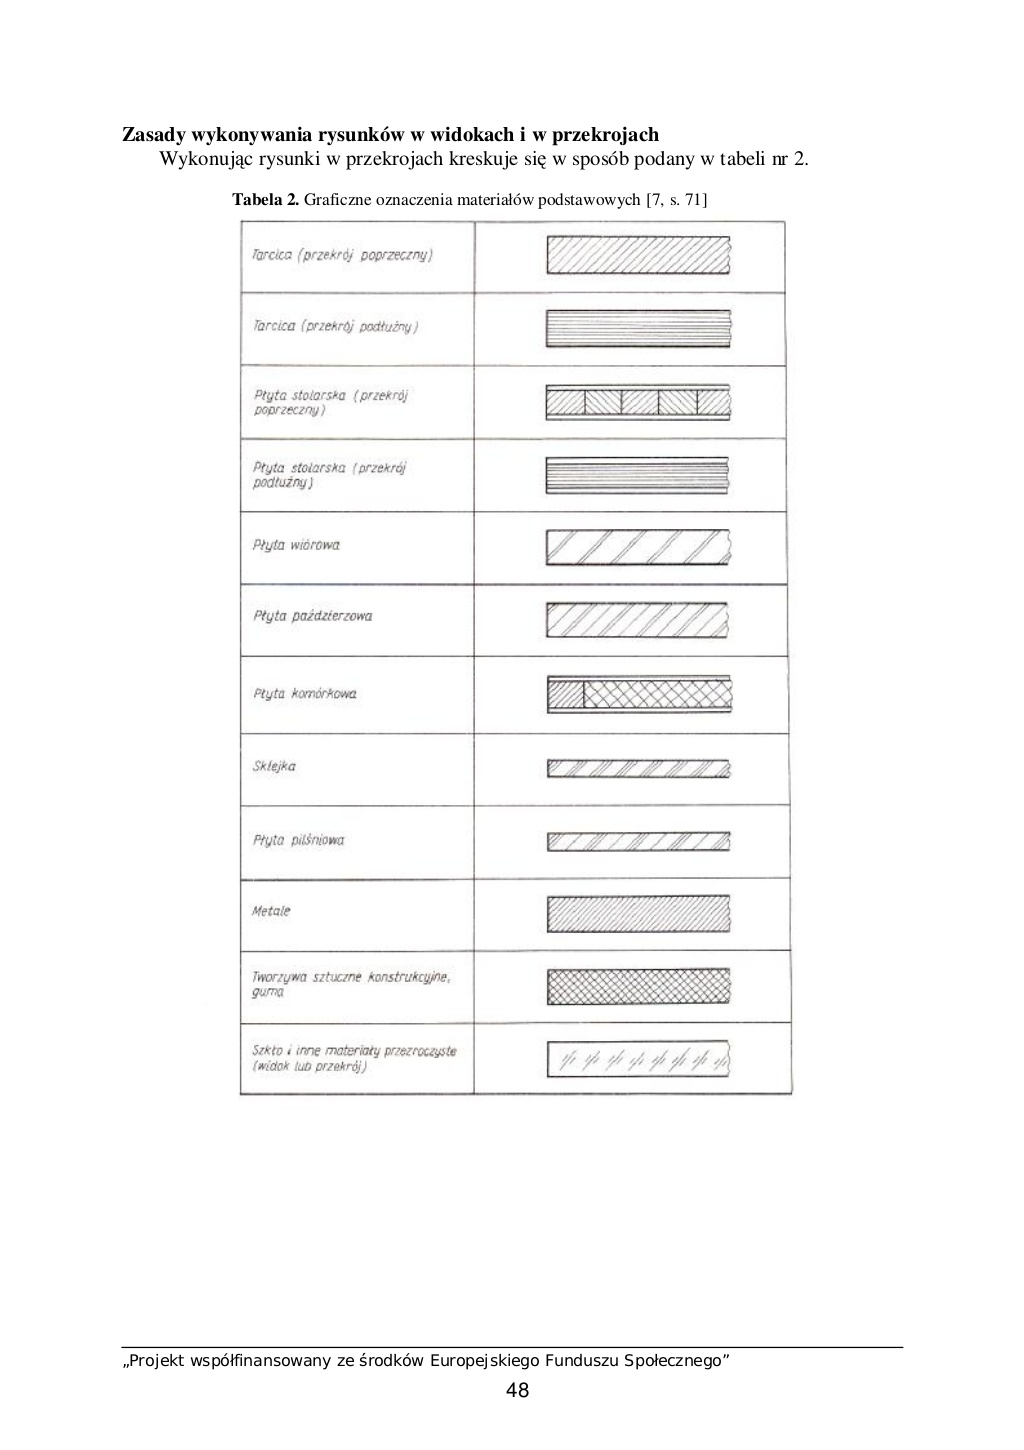 Zasady wykonywania rysunków w widokach i w przekrojach
Wykonując rysunki w przekrojach kreskuje się w sposób podany w tabeli nr 2.
Tabela 2. Graficzne oznaczenia materiałów podstawowych [7, s. 71]
Tarcica (przekrój poprzeczny)
Tarcica (przekrój podłużny)
Płyta stolarska (przekrój
poprzeczny)
Płyta stolarska (przekrój
podłużny)
Płyta wiórowa
Płyta paździerzowa
Płyta komórkowa
Sklejka
Płyta pilśniowa
Metale
Tworzywa sztuczne konstrukcyjne,
guma
Szkło i inne materiały przezroczyste
(widok lub przekrój)
„Projekt współfinansowany ze środków Europejskiego Funduszu Społecznego”
48